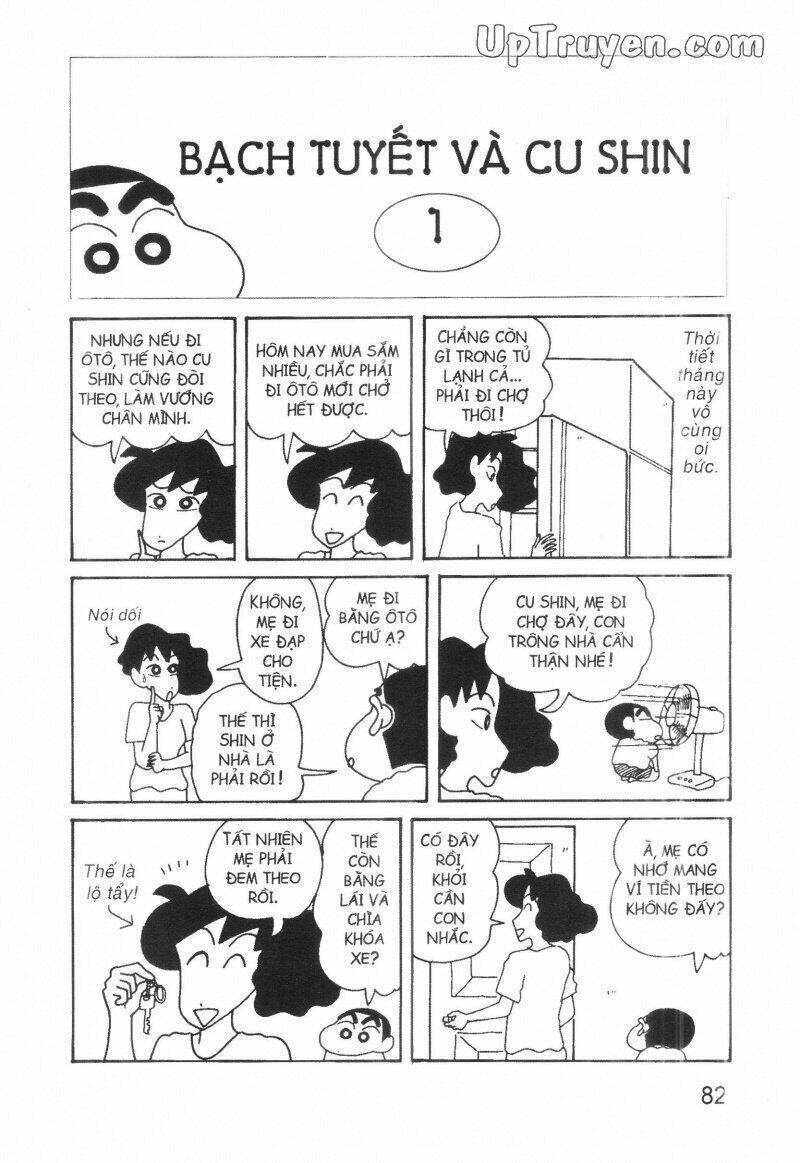 UpTruyen.com
BẠCH TUYẾT VÀ CU SHIN
1
Thời
tiết
tháng
này
vô
cùng
oi
bức.
CHẲNG CÒN
GÌ TRONG TỦ
LẠNH CẢ...
PHẢI ĐI CHỢ
THÔI!
HÔM NAY MUA SẮM
NHIỀU, CHẮC PHẢI
ĐI ÔTÔ MỚI CHỞ
HẾT ĐƯỢC.
NHƯNG NẾU ĐI
ÔTÔ, THẾ NÀO CU
SHIN CŨNG ĐÒI
THEO, LÀM VƯỚNG
CHÂN MÌNH.
CU SHIN, MẸ ĐI
CHỢ ĐÂY, CON
TRÔNG NHÀ CẨN
THẬN NHÉ!
MẸ ĐI
BẰNG ÔTÔ
CHỨ Ạ?
KHÔNG,
MẸ ĐI
XE ĐẠP
CHO
TIỆN.
Nói dối
THẾ THÌ
SHIN Ở
NHÀ LÀ
PHẢI RỒI!
À, MẸ CÓ
NHỚ MANG
VÍ TIỀN THEO
KHÔNG ĐẤY?
CÓ ĐÂY
RỒI,
KHỎI
CẦN
CON
NHẮC.
THẾ
CÒN
BẰNG
LÁI VÀ
CHÌA
KHÓA
XE?
TẤT NHIÊN
MẸ PHẢI
ĐEM THEO
RỒI.
Thế là
lộ tẩy!
82